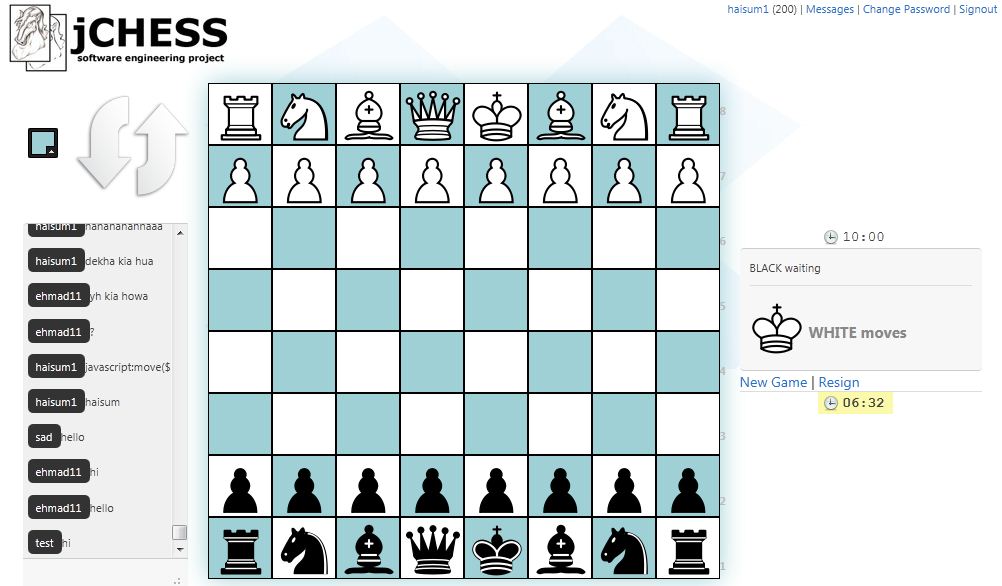 haisum1 (200) | Messages | Change Password | Signout
jCHESS
software engineering project
8
7
6
5
4
3
2
1
haisum1 hahahahahhaaa
haisum1 dekha kia hua
ehmad11 yh kia howa
ehmad11 ?
haisum1 javascript:move($
haisum1 haisum
sad hello
ehmad11 hi
ehmad11 hello
test hi
10:00
BLACK waiting
WHITE moves
New Game | Resign
06:32